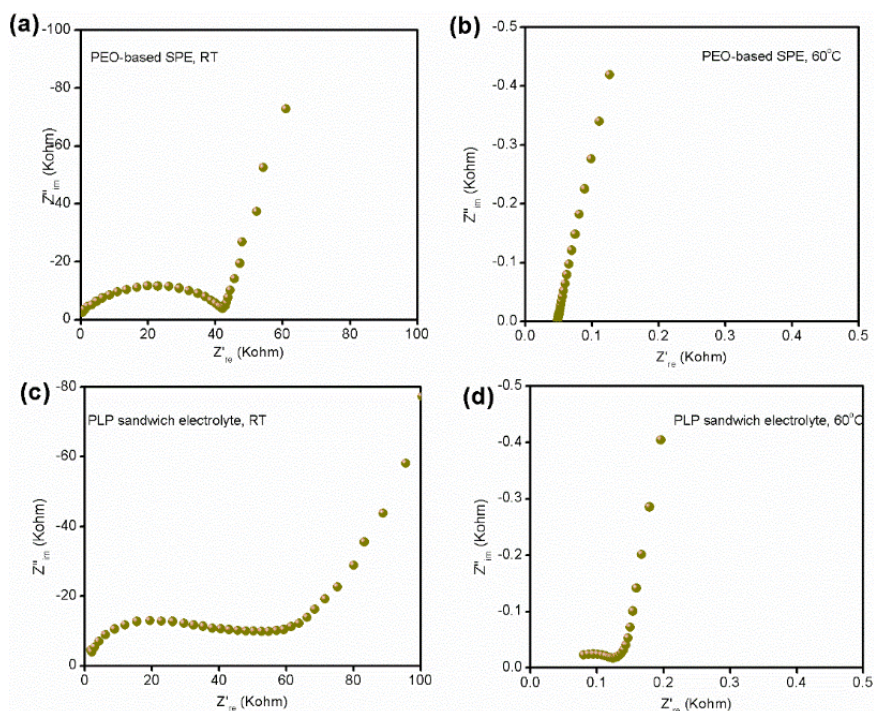 (a)
-100
-80
-60
-40
-20
0
PEO-based SPE, RT
Z"im (Kohm)
0 20 40 60 80 100
Z're (Kohm)
(b)
-0.5
-0.4
-0.3
-0.2
-0.1
0.0
PEO-based SPE, 60°C
Z"im (Kohm)
0.0 0.1 0.2 0.3 0.4 0.5
Z're (Kohm)
(c)
-80
-60
-40
-20
0
PLP sandwich electrolyte, RT
Z"im (Kohm)
0 20 40 60 80 100
Z're (Kohm)
(d)
-0.5
-0.4
-0.3
-0.2
-0.1
0.0
PLP sandwich electrolyte, 60°C
Z"im (Kohm)
0.0 0.1 0.2 0.3 0.4 0.5
Z're (Kohm)